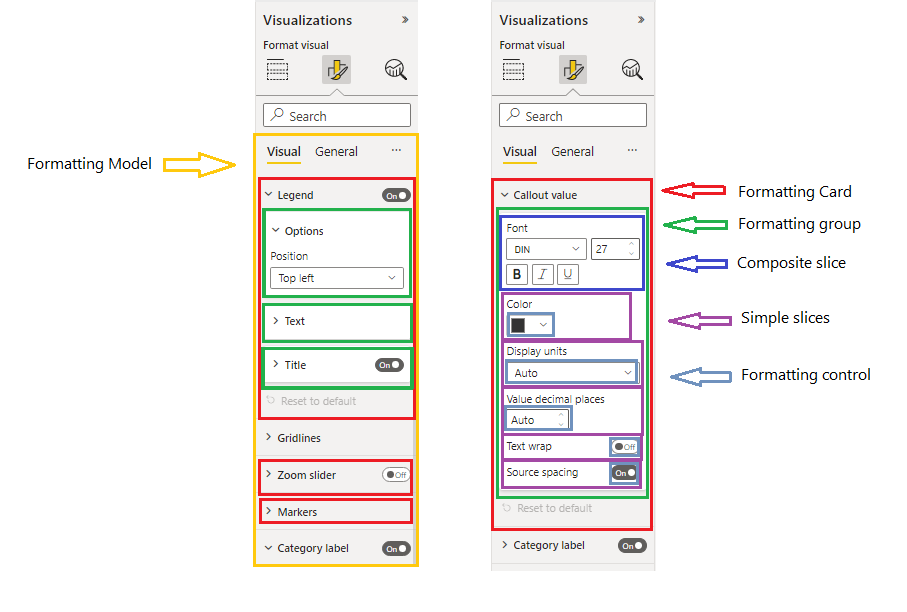 Visualizations »
Format visual
Search
Visual General ...
Formatting Model
Legend On
Options
Position
Top left
Text
Title On
Reset to default
Gridlines
Zoom slider Off
Markers
Category label On
Visualizations »
Format visual
Search
Visual General ...
Callout value
Font
DIN 27
B I U
Color
Display units
Auto
Value decimal places
Auto
Text wrap Off
Source spacing On
Reset to default
Category label On
Formatting Card
Formatting group
Composite slice
Simple slices
Formatting control